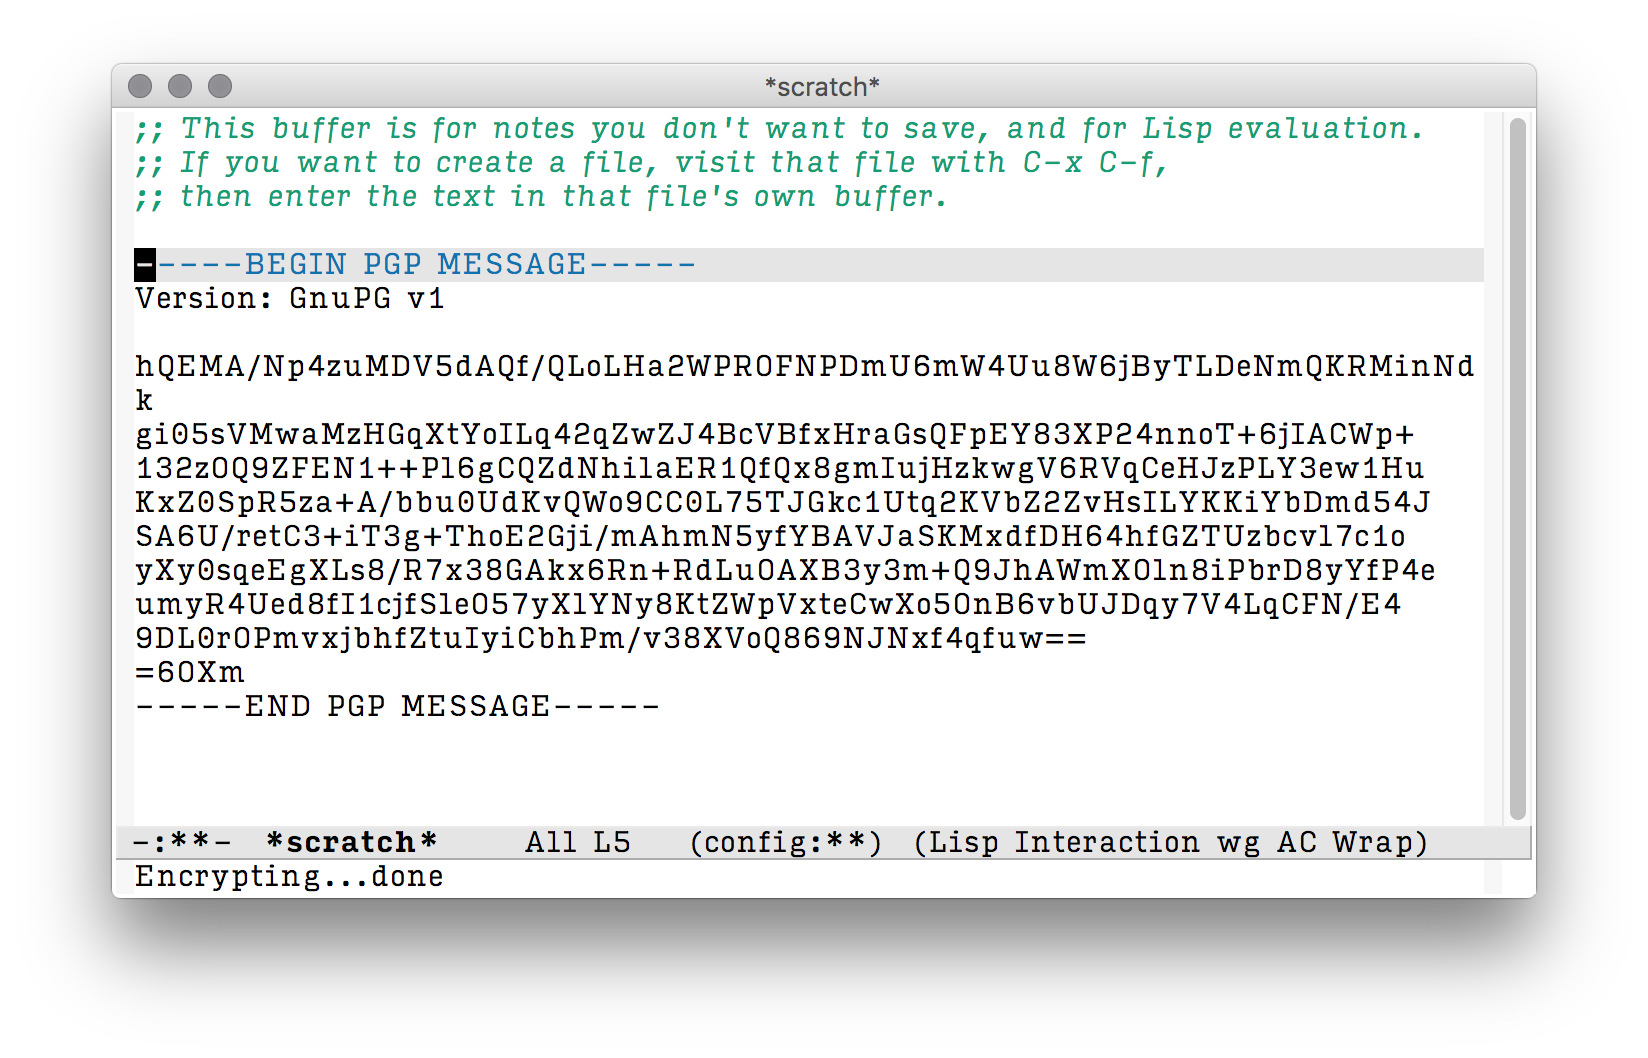 *scratch*
;; This buffer is for notes you don't want to save, and for Lisp evaluation.
;; If you want to create a file, visit that file with C-x C-f,
;; then enter the text in that file's own buffer.
-----BEGIN PGP MESSAGE-----
Version: GnuPG v1
hQEMA/Np4zuMDV5dAQf/QLoLHa2WPROFNPDmU6mW4Uu8W6jByTLDeNmQKRMinNd
k
gi05sVMwaMzHGqXtYoILq42qZwZJ4BcVBfxHraGsQFpEY83XP24nnoT+6jIACWp+
132zOQ9ZFEN1++Pl6gCQZdNhilaER1QfQx8gmIujHzkwgV6RVqCeHJzPLY3ew1Hu
KxZ0SpR5za+A/bbu0UdKvQWo9CC0L75TJGkc1Utq2KVbZ2ZvHsILYKKiYbDmd54J
SA6U/retC3+iT3g+ThoE2Gji/mAhmN5yfYBAVJaSKMxdfDH64hfGZTUzbcvl7c1o
yXy0sqeEgXLs8/R7x38GAkx6Rn+RdLuOAXB3y3m+Q9JhAWmXOln8iPbrD8yYfP4e
umyR4Ued8fI1cjfSleO57yXlYNy8KtZWpVxteCwXo5OnB6vbUJDqy7V4LqCFN/E4
9DL0rOPmvxjbhfZtuIyiCbhPm/v38XVoQ869NJNxf4qfuw==
=6OXm
-----END PGP MESSAGE-----
-:**-  *scratch*     All L5   (config:**)  (Lisp Interaction wg AC Wrap)
Encrypting...done